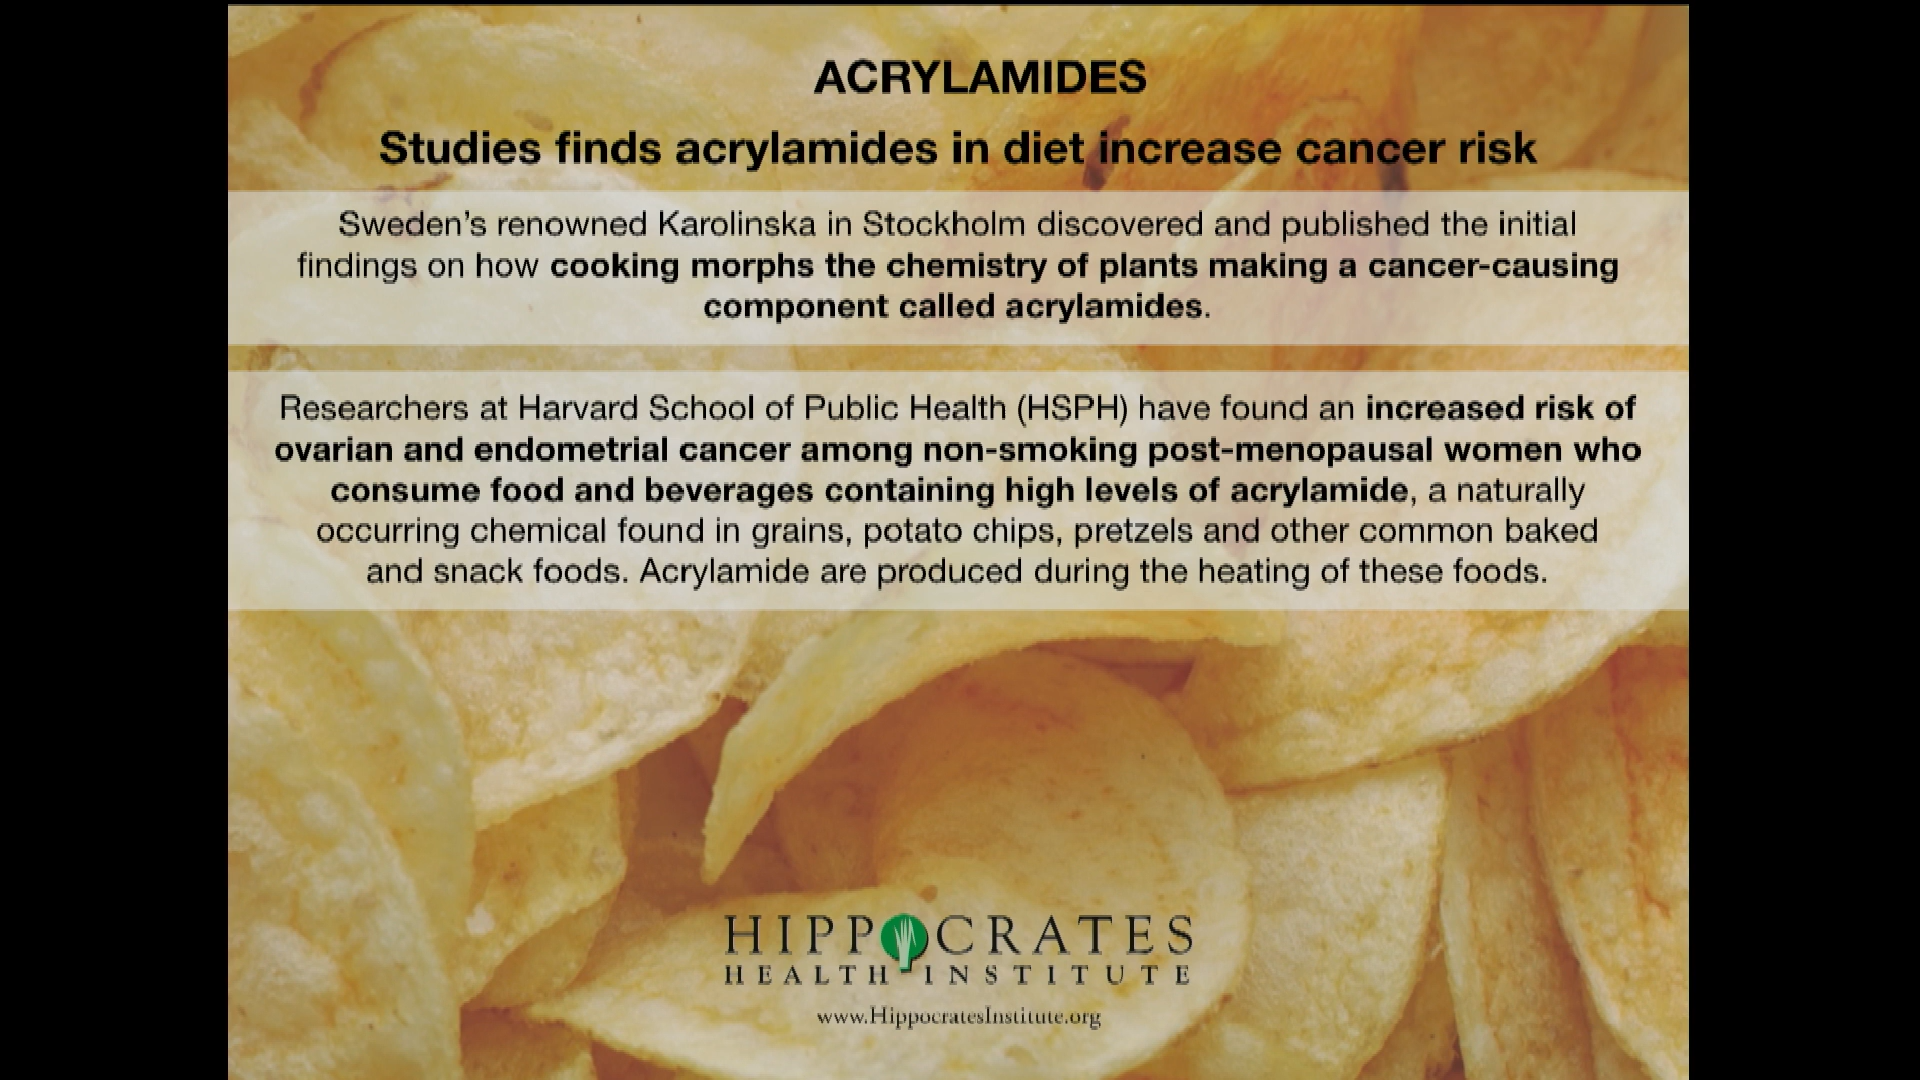 ACRYLAMIDES
Studies finds acrylamides in diet increase cancer risk
Sweden's renowned Karolinska in Stockholm discovered and published the initial
findings on how cooking morphs the chemistry of plants making a cancer-causing
component called acrylamides.
Researchers at Harvard School of Public Health (HSPH) have found an increased risk of
ovarian and endometrial cancer among non-smoking post-menopausal women who
consume food and beverages containing high levels of acrylamide, a naturally
occurring chemical found in grains, potato chips, pretzels and other common baked
and snack foods. Acrylamide are produced during the heating of these foods.
HIPPOCRATES
HEALTH INSTITUTE
www.HippocratesInstitute.org